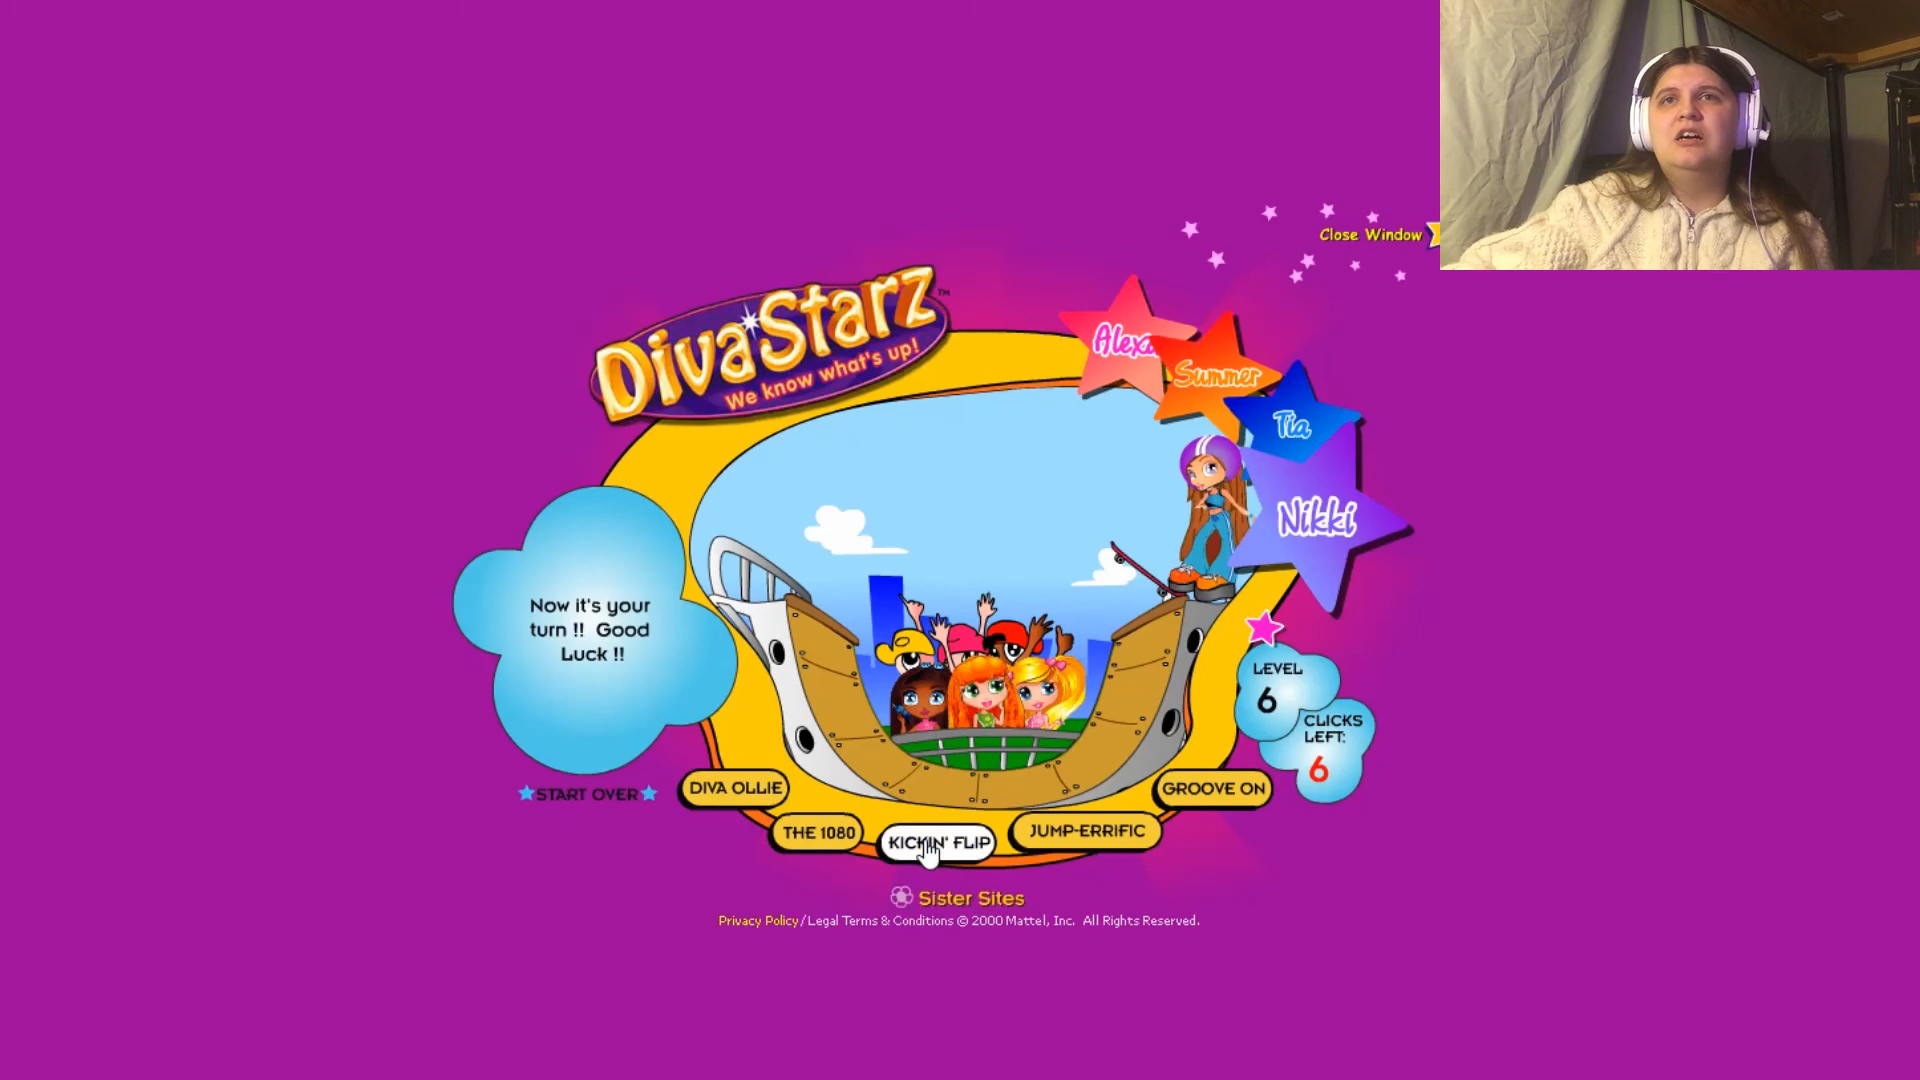 Close Window
Diva Starz™
We know what's up!
Alexa
Summer
Tia
Nikki
Now it's your
turn !!  Good
Luck !!
LEVEL
6
CLICKS
LEFT:
6
START OVER
DIVA OLLIE
THE 1080
KICKIN' FLIP
JUMP-ERRIFIC
GROOVE ON
Sister Sites
Privacy Policy/Legal Terms & Conditions © 2000 Mattel, Inc.  All Rights Reserved.